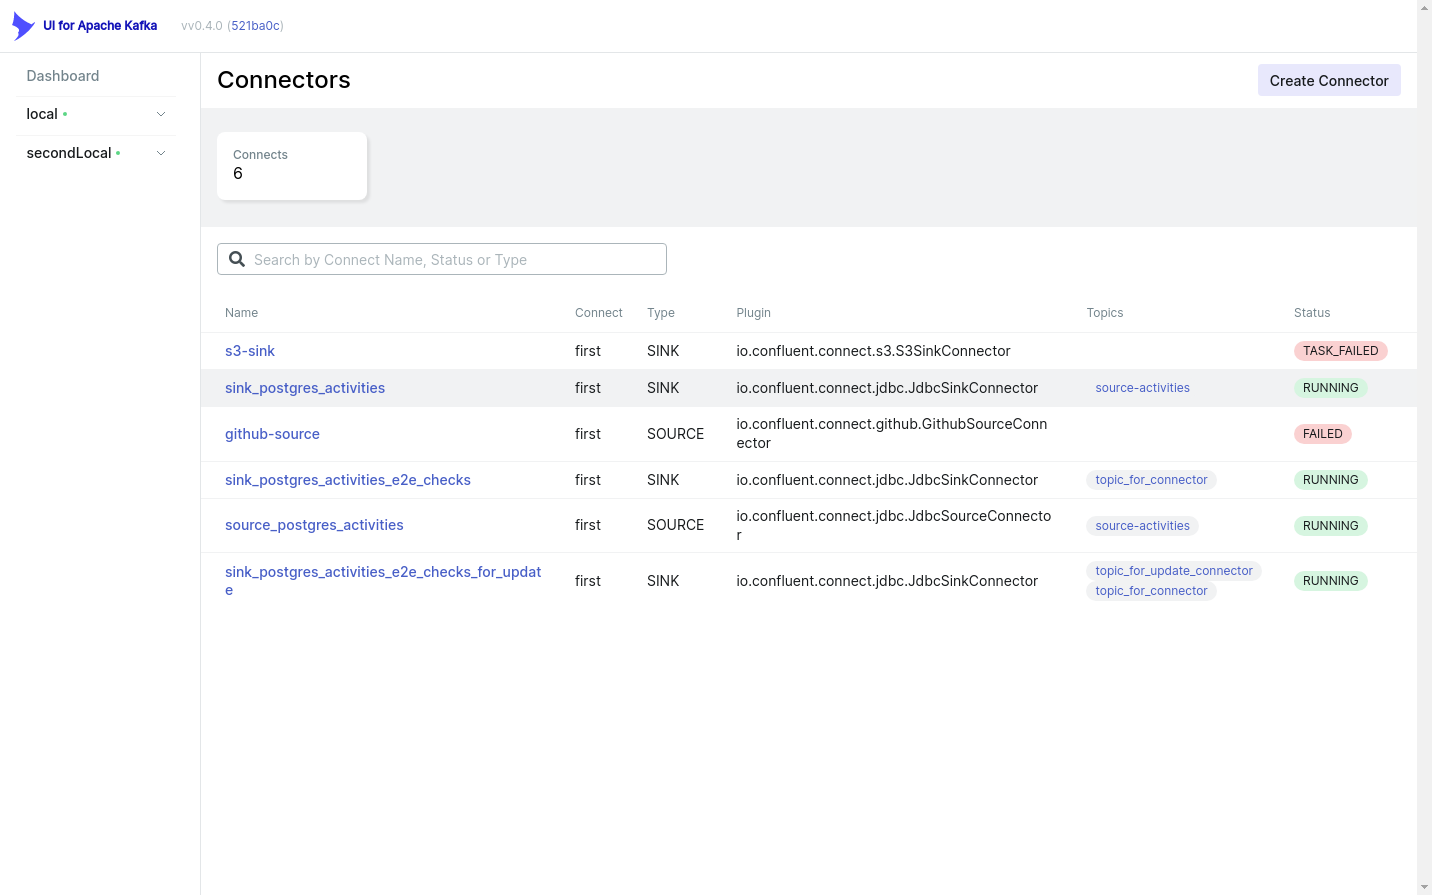 UI for Apache Kafka
vv0.4.0 (521ba0c)
Dashboard
local
secondLocal
Connectors
Create Connector
Connects
6
Search by Connect Name, Status or Type
Name Connect Type Plugin Topics Status
s3-sink first SINK io.confluent.connect.s3.S3SinkConnector TASK_FAILED
sink_postgres_activities first SINK io.confluent.connect.jdbc.JdbcSinkConnector source-activities RUNNING
github-source first SOURCE io.confluent.connect.github.GithubSourceConn
ector FAILED
sink_postgres_activities_e2e_checks first SINK io.confluent.connect.jdbc.JdbcSinkConnector topic_for_connector RUNNING
source_postgres_activities first SOURCE io.confluent.connect.jdbc.JdbcSourceConnecto
r source-activities RUNNING
sink_postgres_activities_e2e_checks_for_updat
e first SINK io.confluent.connect.jdbc.JdbcSinkConnector topic_for_update_connector
topic_for_connector RUNNING